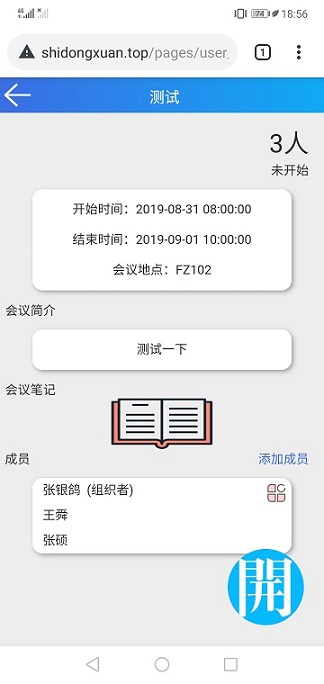 18:56
shidongxuan.top/pages/user_
1
测试
3人
未开始
开始时间：2019-08-31 08:00:00
结束时间：2019-09-01 10:00:00
会议地点：FZ102
会议简介
测试一下
会议笔记
成员
添加成员
张银鸽 (组织者)
王舜
张硕
開